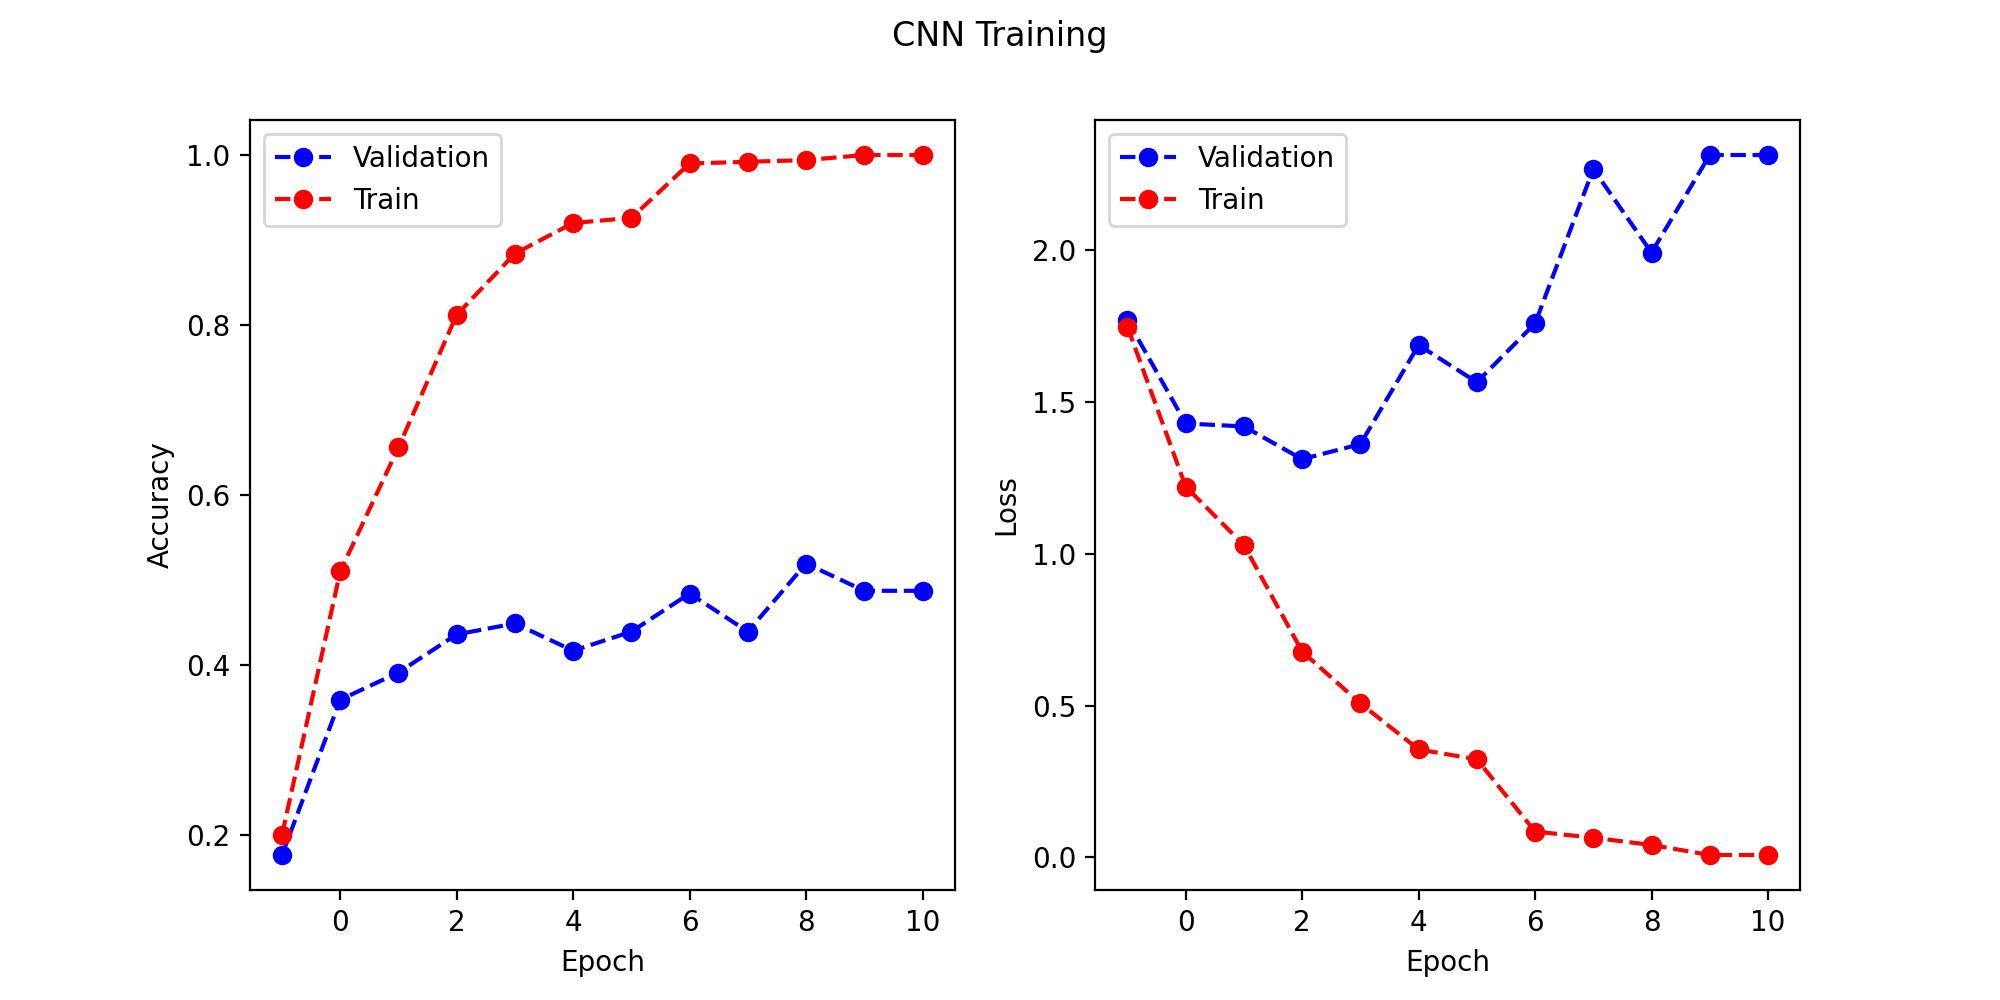 CNN Training
Validation
Train
1.0
0.8
0.6
0.4
0.2
Accuracy
0 2 4 6 8 10
Epoch
Validation
Train
2.0
1.5
1.0
0.5
0.0
Loss
0 2 4 6 8 10
Epoch